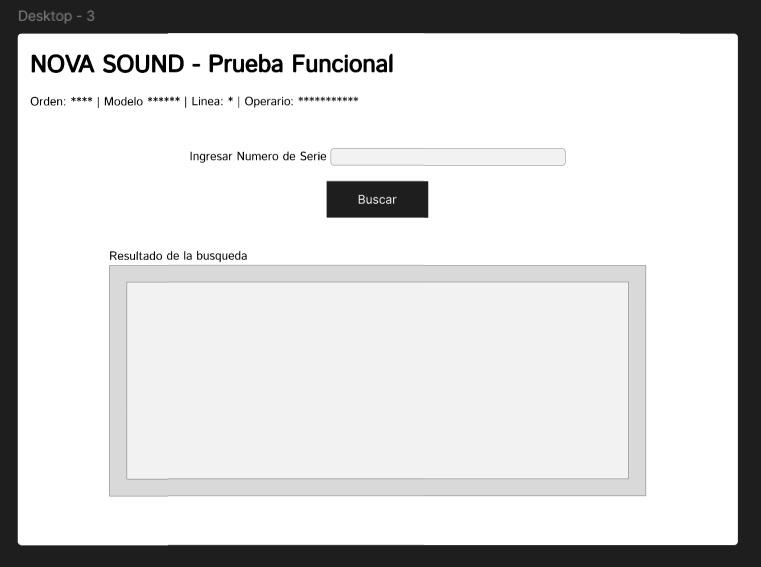 Desktop - 3
NOVA SOUND - Prueba Funcional
Orden: **** | Modelo ****** | Linea: * | Operario: ***********
Ingresar Numero de Serie
Buscar
Resultado de la busqueda